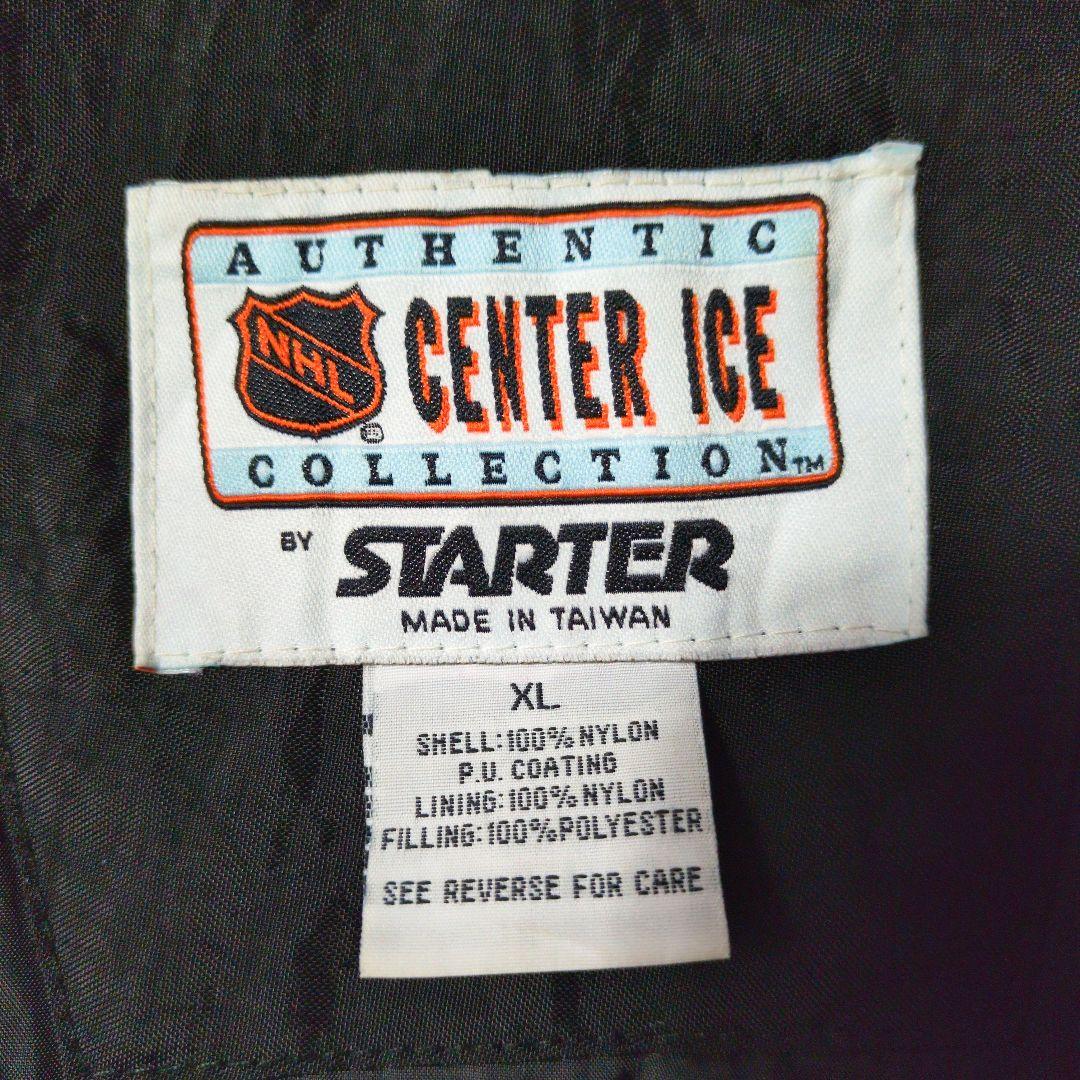 AUTHENTIC
NHL
®
CENTER ICE
COLLECTION™
BY STARTER
MADE IN TAIWAN
XL
SHELL:100% NYLON
P.U. COATING
LINING:100% NYLON
FILLING:100%POLYESTER
SEE REVERSE FOR CARE